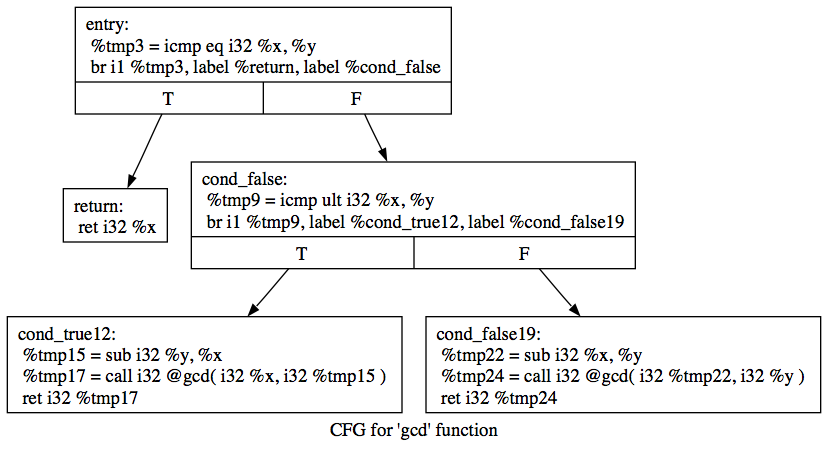 entry:
%tmp3 = icmp eq i32 %x, %y
br i1 %tmp3, label %return, label %cond_false
T
F
return:
ret i32 %x
cond_false:
%tmp9 = icmp ult i32 %x, %y
br i1 %tmp9, label %cond_true12, label %cond_false19
T
F
cond_true12:
%tmp15 = sub i32 %y, %x
%tmp17 = call i32 @gcd( i32 %x, i32 %tmp15 )
ret i32 %tmp17
cond_false19:
%tmp22 = sub i32 %x, %y
%tmp24 = call i32 @gcd( i32 %tmp22, i32 %y )
ret i32 %tmp24
CFG for 'gcd' function